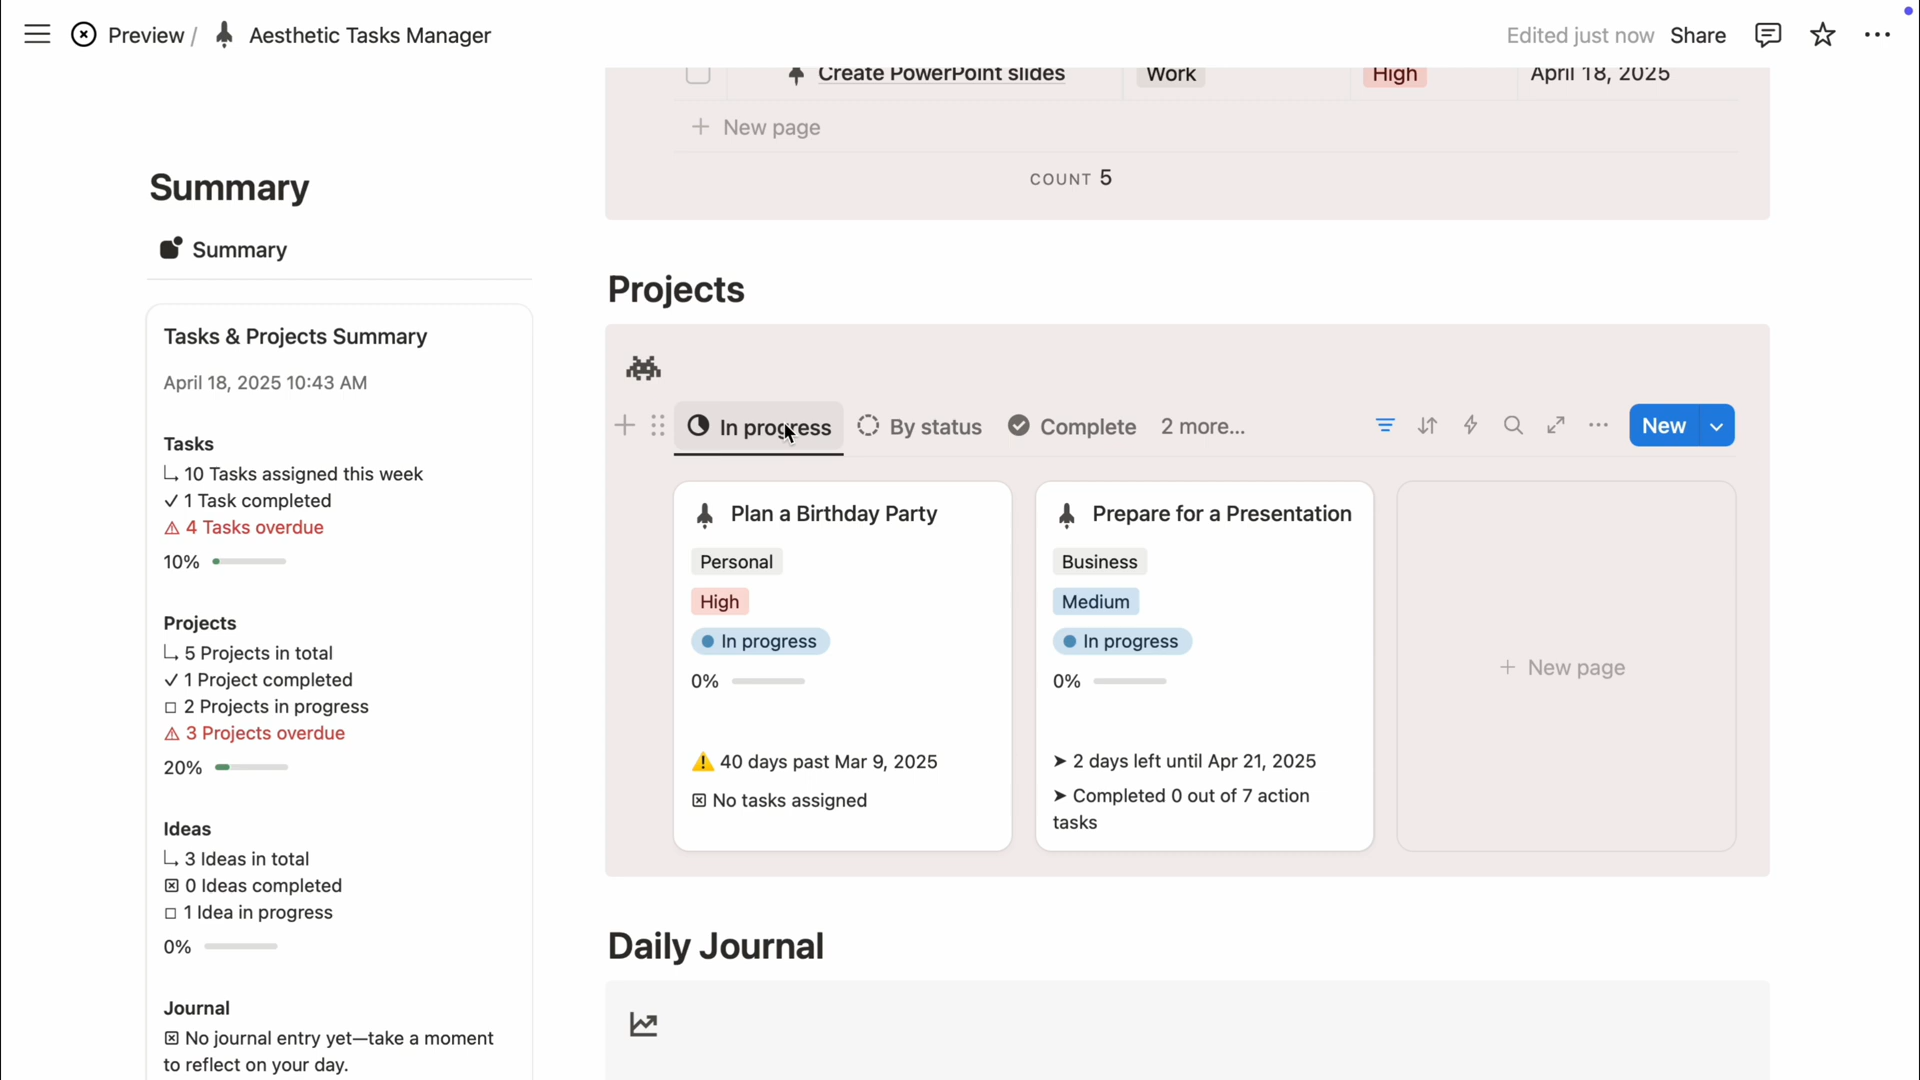 Preview / Aesthetic Tasks Manager
Edited just now Share
Create PowerPoint slides Work High April 18, 2025
+ New page
COUNT 5
Summary
Summary
Tasks & Projects Summary
April 18, 2025 10:43 AM
Tasks
10 Tasks assigned this week
✓ 1 Task completed
⚠ 4 Tasks overdue
10%
Projects
5 Projects in total
✓ 1 Project completed
☐ 2 Projects in progress
⚠ 3 Projects overdue
20%
Ideas
3 Ideas in total
☒ 0 Ideas completed
☐ 1 Idea in progress
0%
Journal
☒ No journal entry yet—take a moment
to reflect on your day.
Projects
In progress By status Complete 2 more... New
Plan a Birthday Party
Personal
High
In progress
0%
⚠️ 40 days past Mar 9, 2025
☒ No tasks assigned
Prepare for a Presentation
Business
Medium
In progress
0%
➤ 2 days left until Apr 21, 2025
➤ Completed 0 out of 7 action
tasks
+ New page
Daily Journal